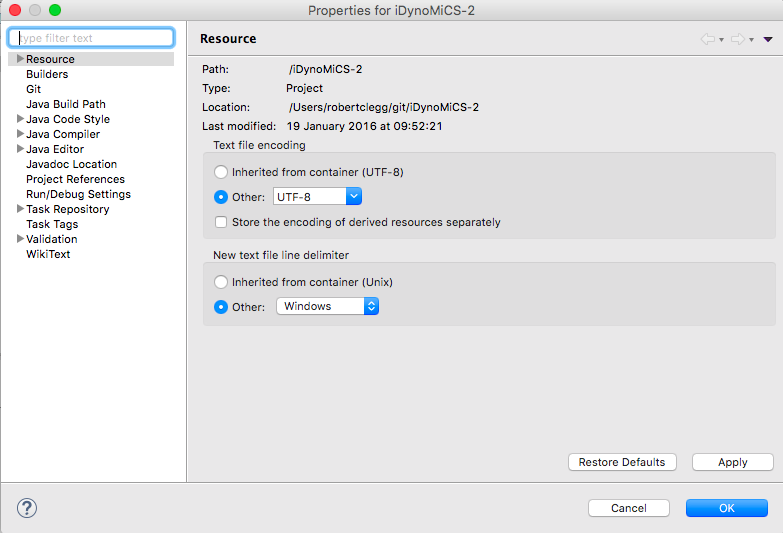 Properties for iDynoMiCS-2
type filter text
Resource
Builders
Git
Java Build Path
Java Code Style
Java Compiler
Java Editor
Javadoc Location
Project References
Run/Debug Settings
Task Repository
Task Tags
Validation
WikiText
Resource
Path: /iDynoMiCS-2
Type: Project
Location: /Users/robertclegg/git/iDynoMiCS-2
Last modified: 19 January 2016 at 09:52:21
Text file encoding
Inherited from container (UTF-8)
Other: UTF-8
Store the encoding of derived resources separately
New text file line delimiter
Inherited from container (Unix)
Other: Windows
Restore Defaults Apply
? Cancel OK